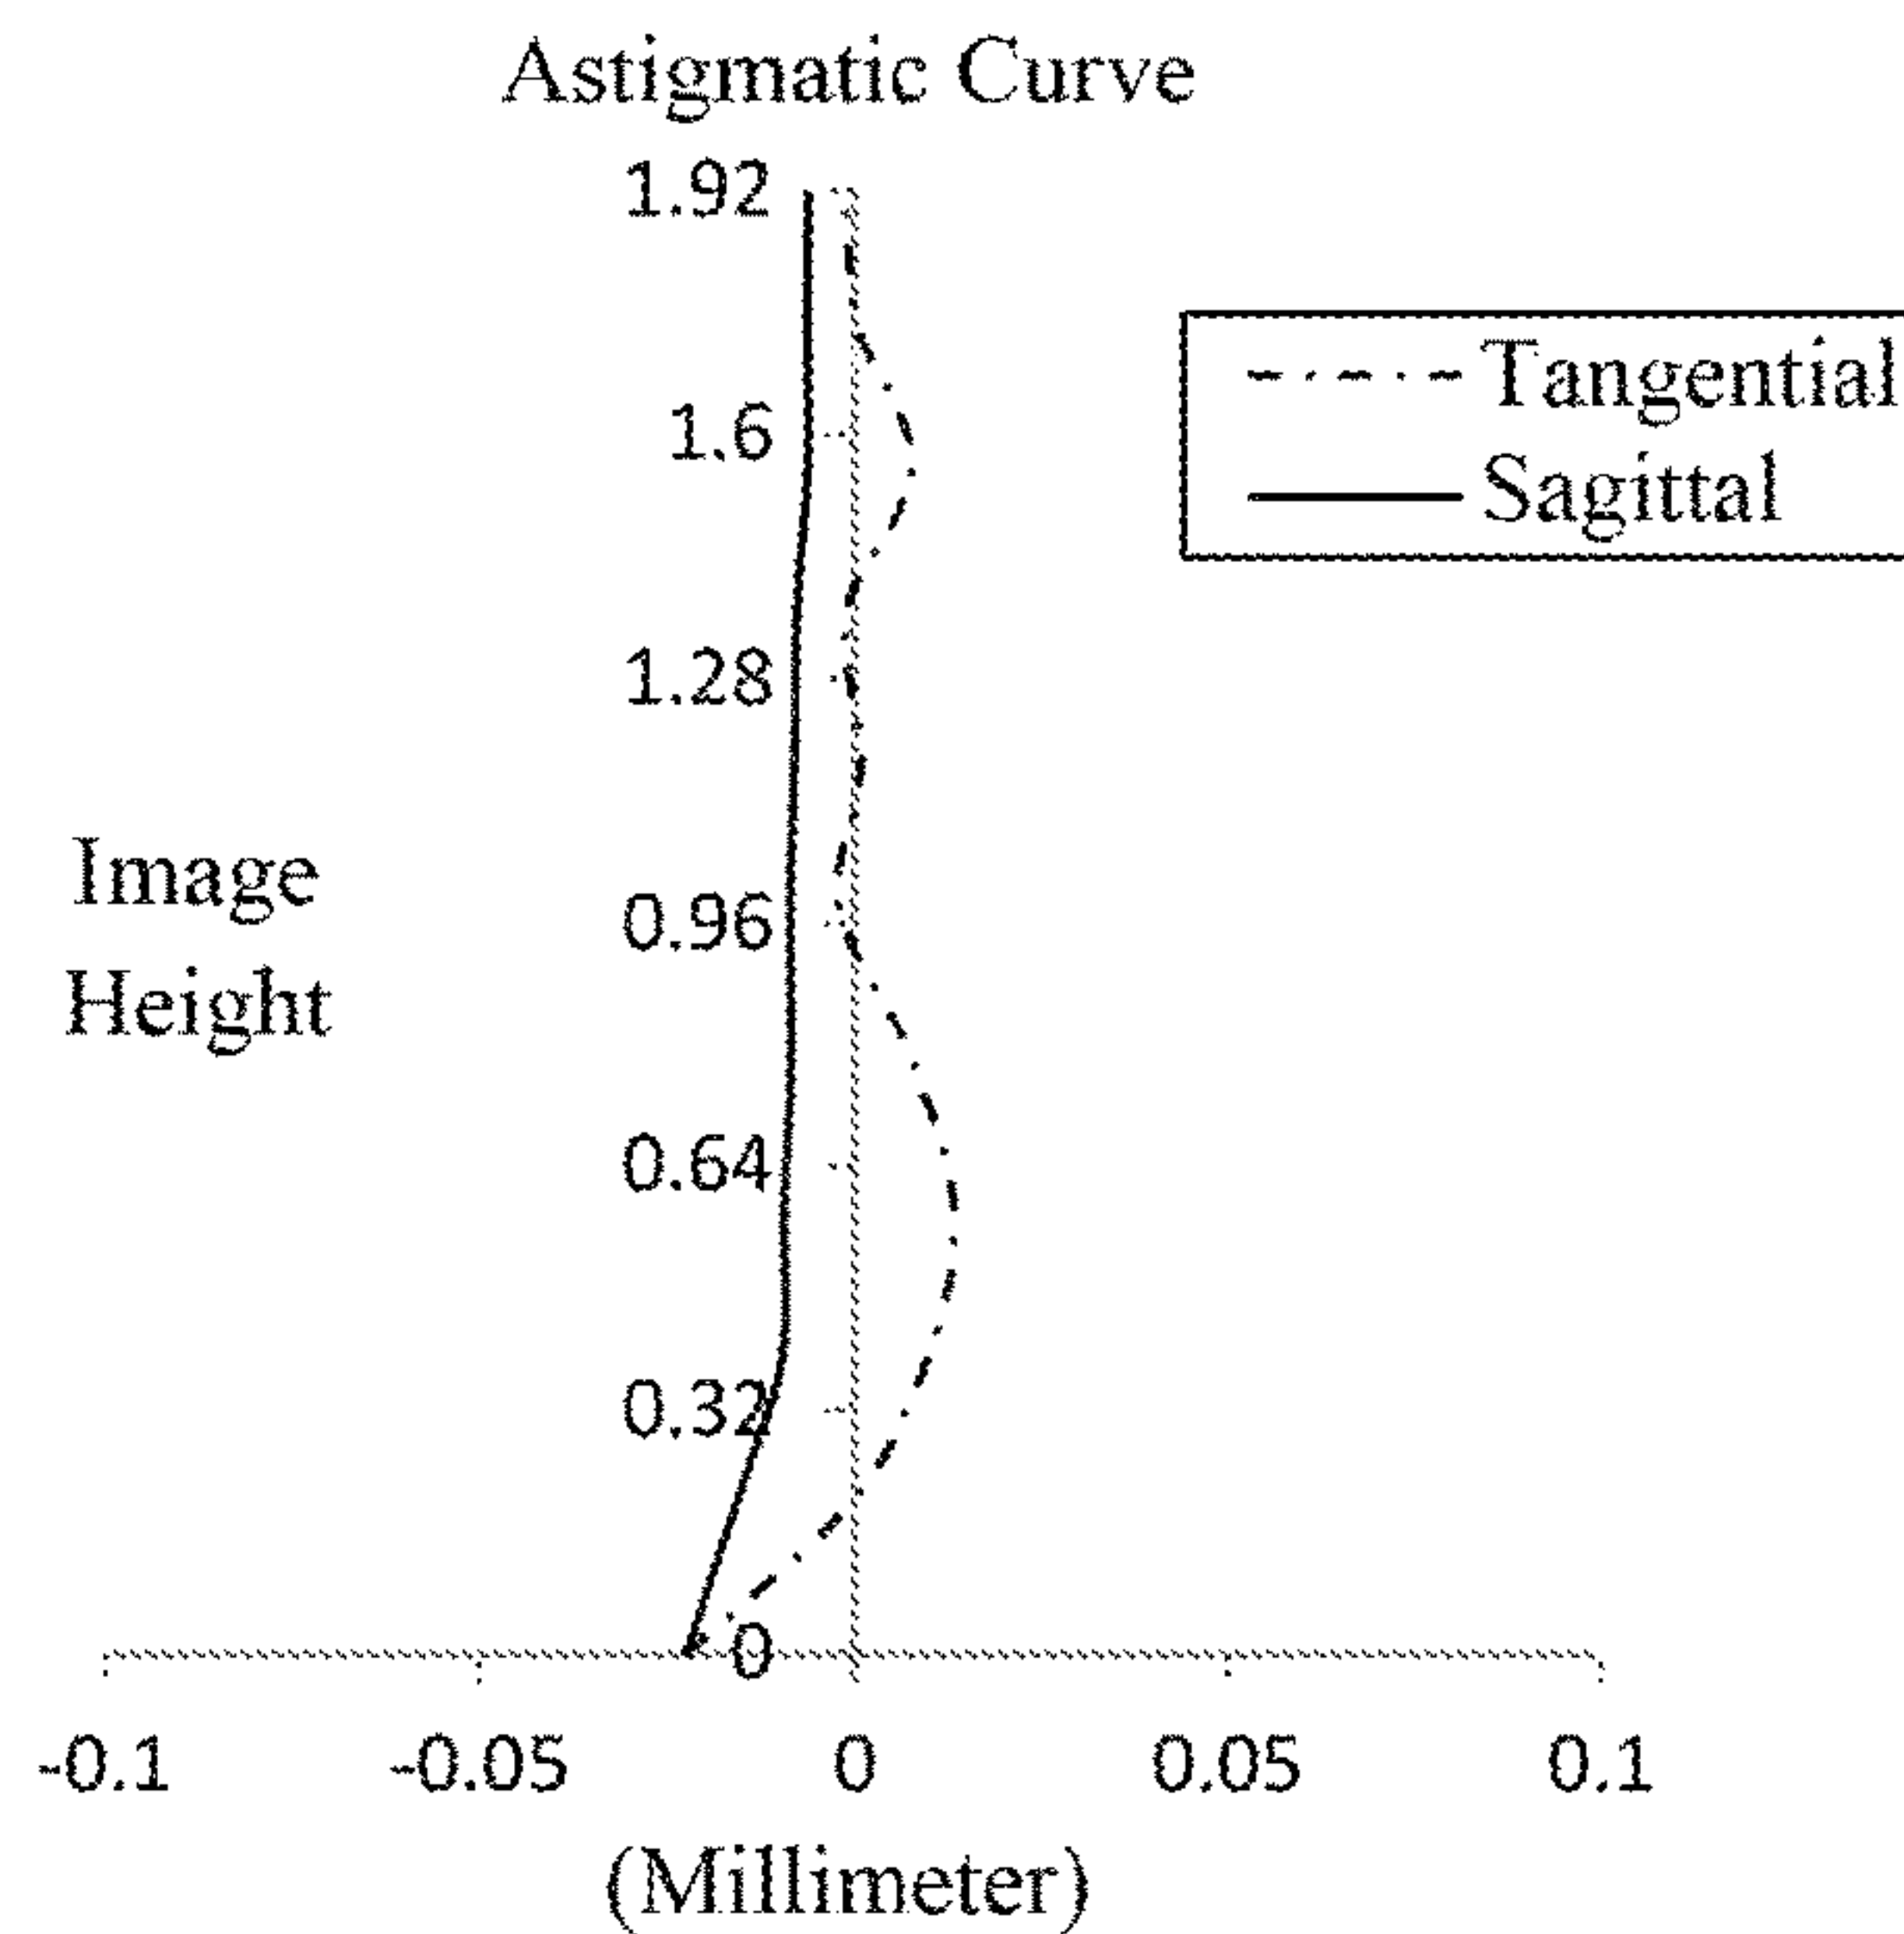 Astigmatic Curve
1.92
1.6
1.28
0.96
0.64
0.32
0
Image
Height
Tangential
Sagittal
-0.1 -0.05 0 0.05 0.1
(Millimeter)